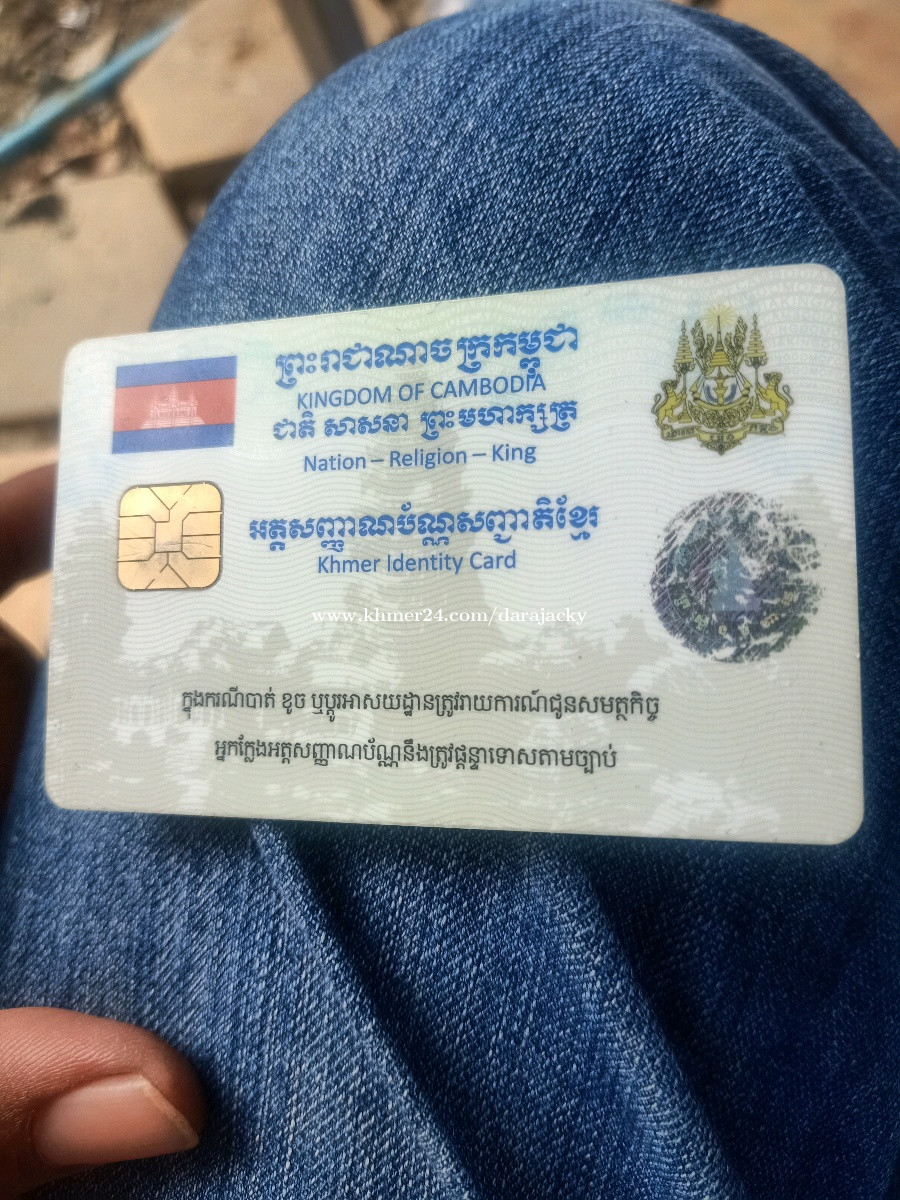 ព្រះរាជាណាចក្រកម្ពុជា
KINGDOM OF CAMBODIA
ជាតិ សាសនា ព្រះមហាក្សត្រ
Nation – Religion – King
អត្តសញ្ញាណប័ណ្ណសញ្ជាតិខ្មែរ
Khmer Identity Card
www.khmer24.com/darajacky
ក្នុងករណីបាត់ ខូច ឬប្តូរអាសយដ្ឋានត្រូវរាយការណ៍ជូនសមត្ថកិច្ច
អ្នកក្លែងអត្តសញ្ញាណប័ណ្ណនឹងត្រូវផ្តន្ទាទោសតាមច្បាប់